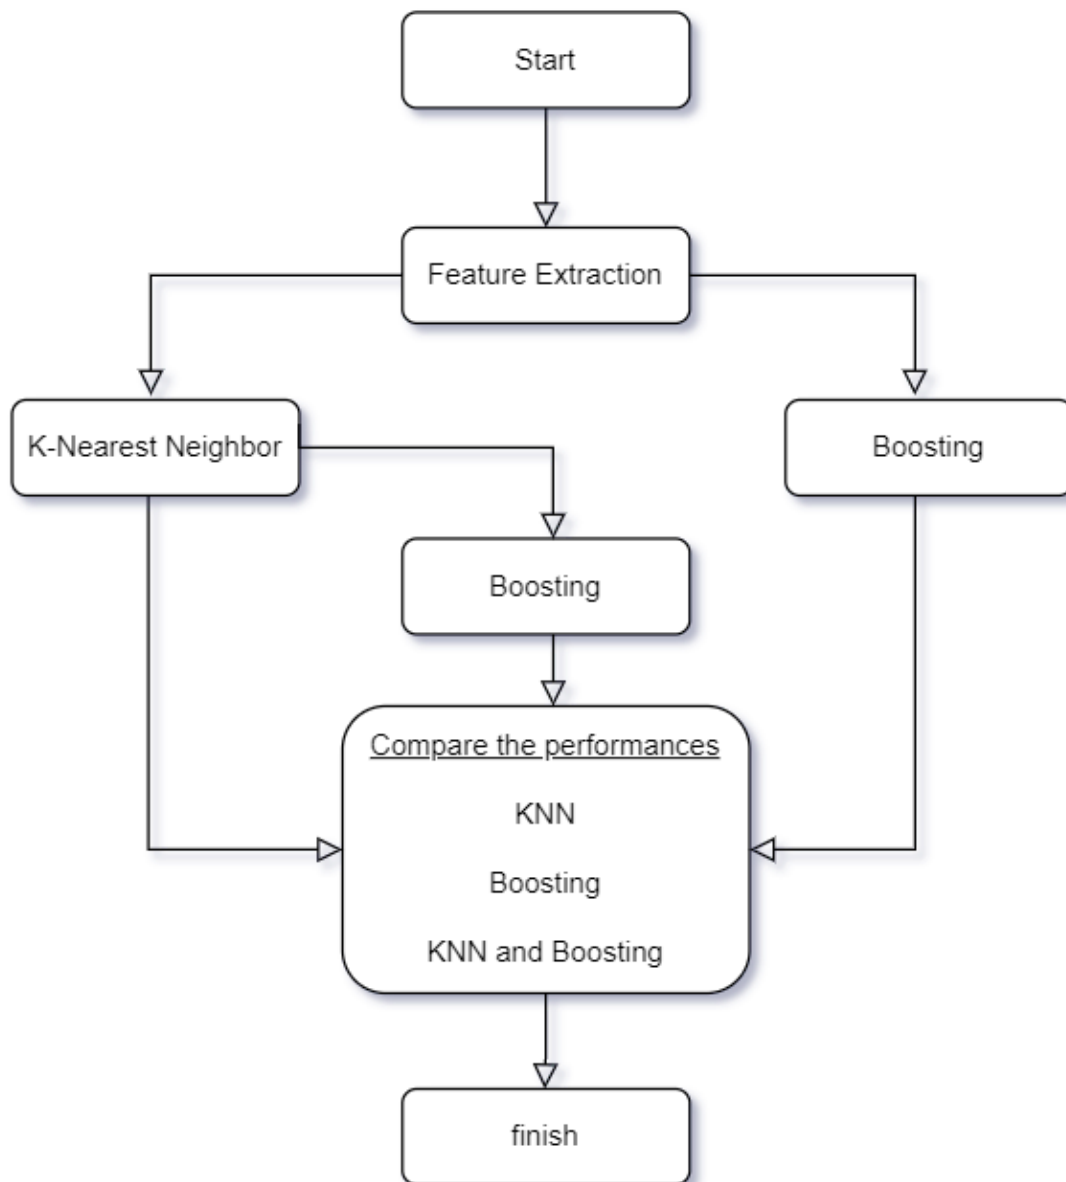 Start
Feature Extraction
K-Nearest Neighbor
Boosting
Boosting
Compare the performances
KNN
Boosting
KNN and Boosting
finish